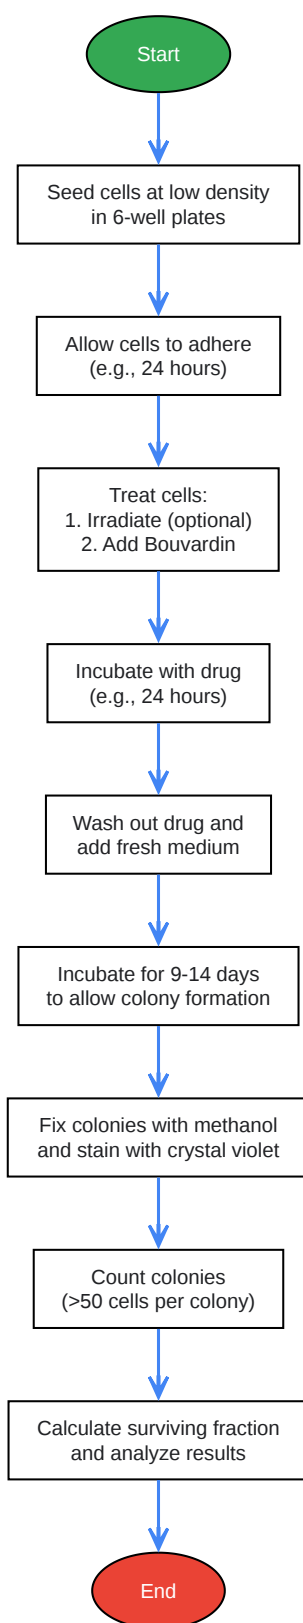 Start
Seed cells at low density
in 6-well plates
Allow cells to adhere
(e.g., 24 hours)
Treat cells:
1. Irradiate (optional)
2. Add Bouvardin
Incubate with drug
(e.g., 24 hours)
Wash out drug and
add fresh medium
Incubate for 9-14 days
to allow colony formation
Fix colonies with methanol
and stain with crystal violet
Count colonies
(>50 cells per colony)
Calculate surviving fraction
and analyze results
End